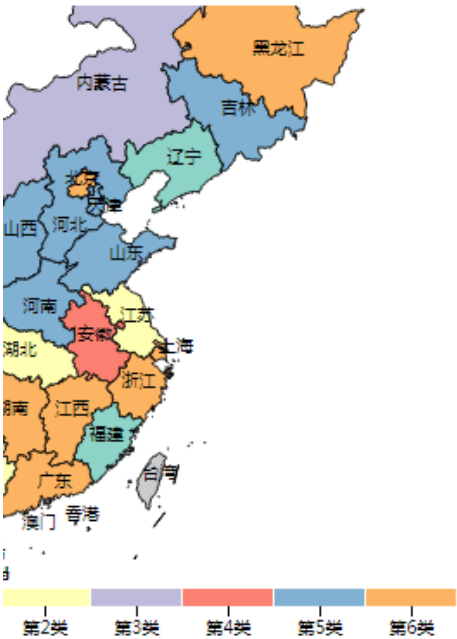 黑龙江
内蒙古
吉林
辽宁
北京
天津
山西
河北
山东
河南
江苏
安徽
上海
湖北
浙江
湖南
江西
福建
台湾
广东
香港
澳门
第2类
第3类
第4类
第5类
第6类